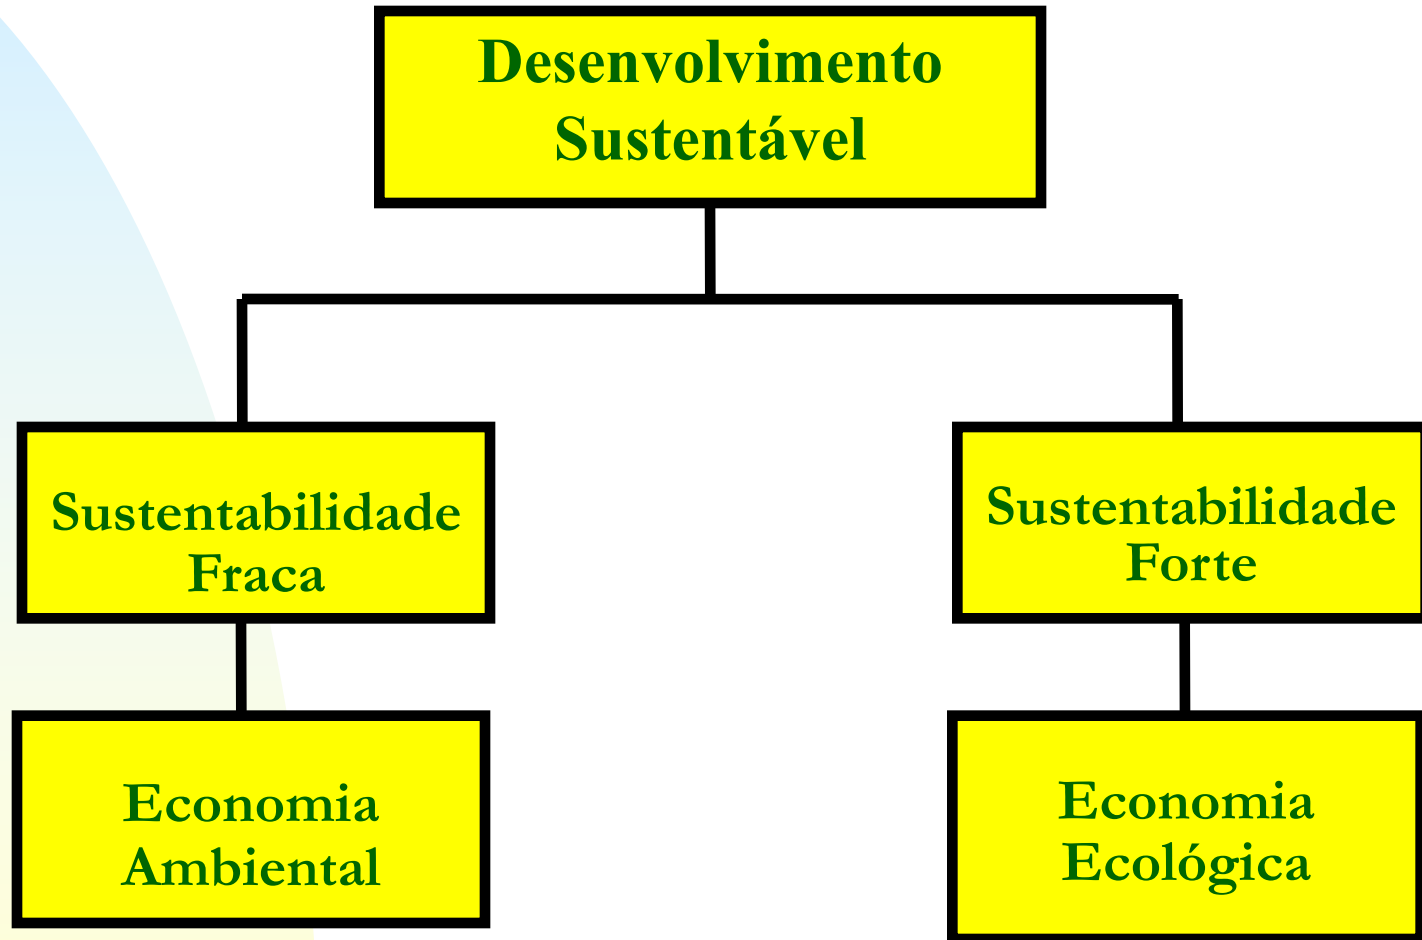 Desenvolvimento
Sustentável
Sustentabilidade
Fraca
Sustentabilidade
Forte
Economia
Ambiental
Economia
Ecológica